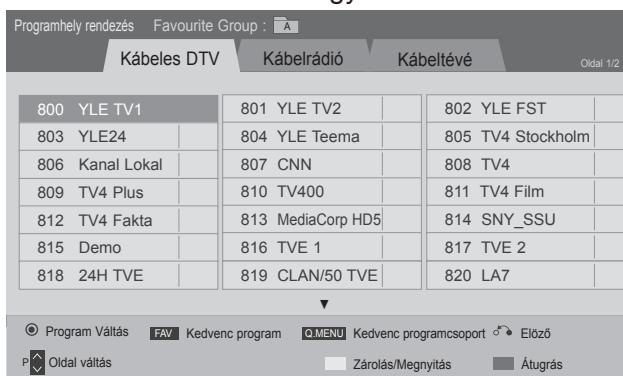 Programhely rendezés Favourite Group : A
Kábeles DTV Kábelrádió Kábeltévé Oldal 1/2
800 YLE TV1 801 YLE TV2 802 YLE FST
803 YLE24 804 YLE Teema 805 TV4 Stockholm
806 Kanal Lokal 807 CNN 808 TV4
809 TV4 Plus 810 TV400 811 TV4 Film
812 TV4 Fakta 813 MediaCorp HD5 814 SNY_SSU
815 Demo 816 TVE 1 817 TVE 2
818 24H TVE 819 CLAN/50 TVE 820 LA7
Program Váltás FAV Kedvenc program Q.MENU Kedvenc programcsoport Elöző
P Oldal váltás Zárolás/Megnyitás Átugrás